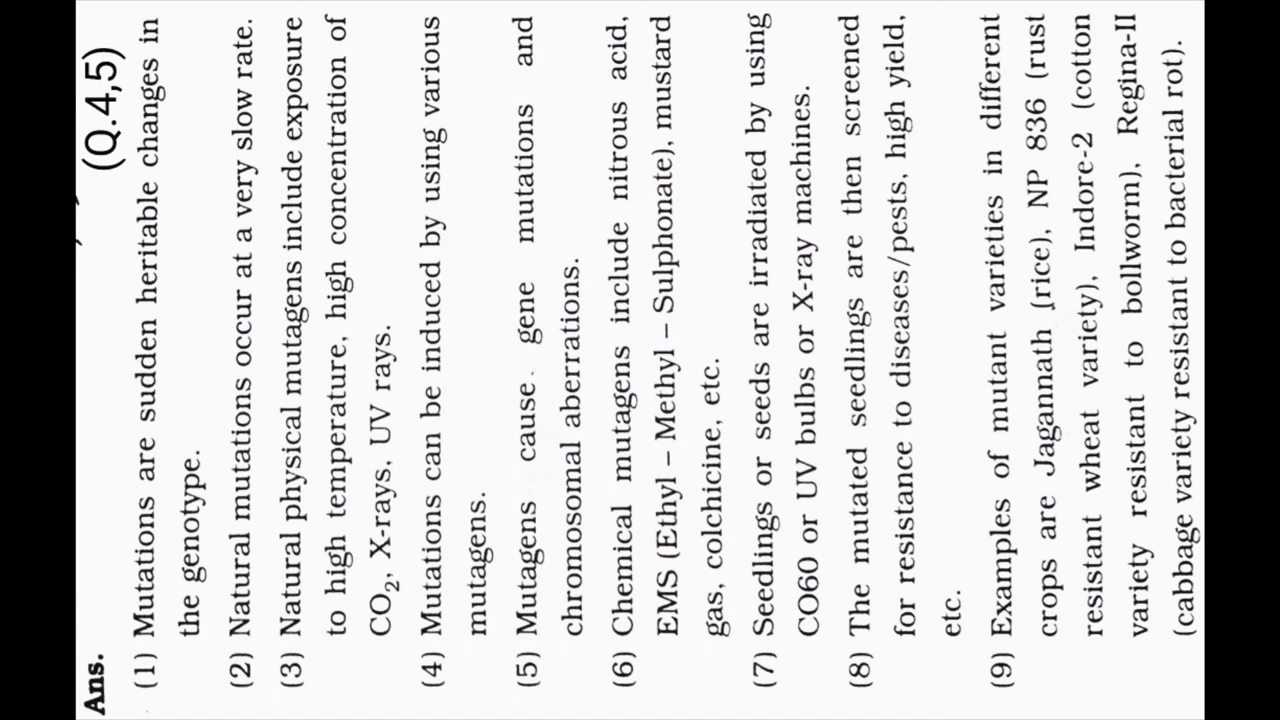 Ans. (Q.4,5)
(1) Mutations are sudden heritable changes in
the genotype.
(2) Natural mutations occur at a very slow rate.
(3) Natural physical mutagens include exposure
to high temperature, high concentration of
CO₂, X-rays, UV rays.
(4) Mutations can be induced by using various
mutagens.
(5) Mutagens cause gene mutations and
chromosomal aberrations.
(6) Chemical mutagens include nitrous acid,
EMS (Ethyl – Methyl – Sulphonate), mustard
gas, colchicine, etc.
(7) Seedlings or seeds are irradiated by using
CO60 or UV bulbs or X-ray machines.
(8) The mutated seedlings are then screened
for resistance to diseases/pests, high yield,
etc.
(9) Examples of mutant varieties in different
crops are Jagannath (rice), NP 836 (rust
resistant wheat variety), Indore-2 (cotton
variety resistant to bollworm), Regina-II
(cabbage variety resistant to bacterial rot).